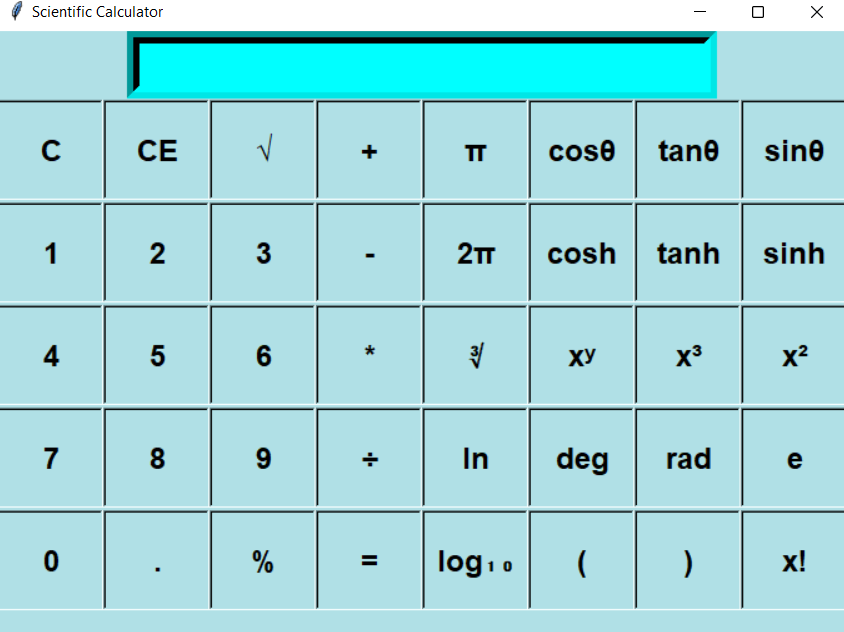 Scientific Calculator
C CE √ + π cosθ tanθ sinθ
1 2 3 - 2π cosh tanh sinh
4 5 6 * ∛ xʸ x³ x²
7 8 9 ÷ ln deg rad e
0 . % = log₁₀ ( ) x!